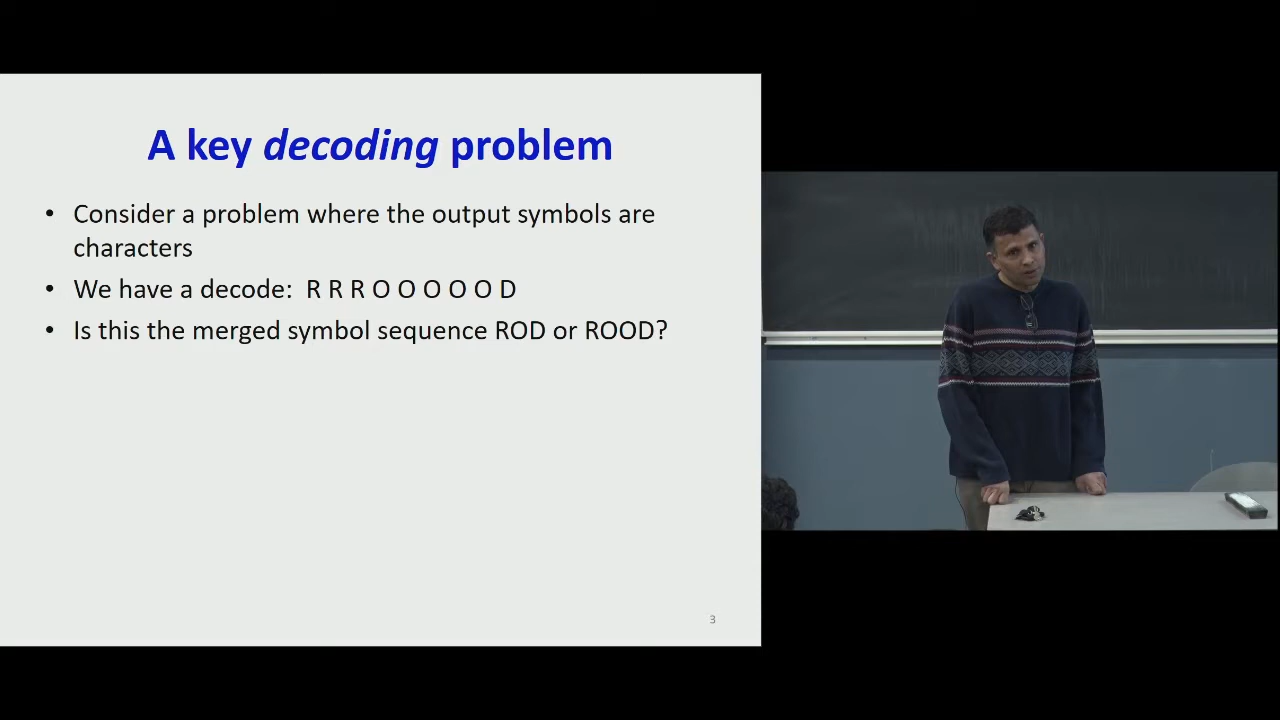 A key decoding problem
• Consider a problem where the output symbols are
characters
• We have a decode: R R R O O O O O D
• Is this the merged symbol sequence ROD or ROOD?
3